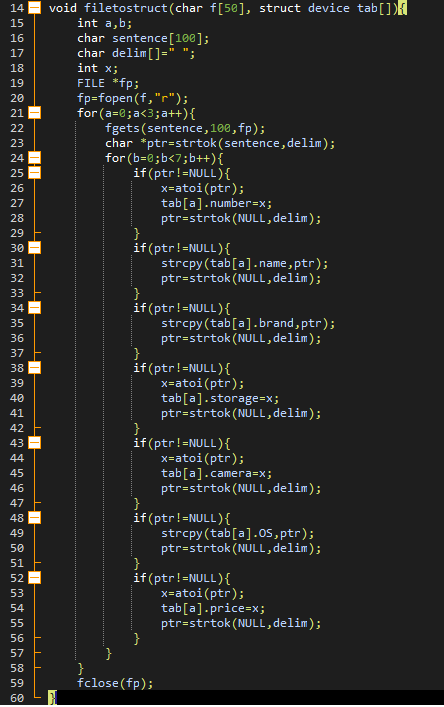 14 void filetostruct(char f[50], struct device tab[]){
15 int a,b;
16 char sentence[100];
17 char delim[]=" ";
18 int x;
19 FILE *fp;
20 fp=fopen(f,"r");
21 for(a=0;a<3;a++){
22 fgets(sentence,100,fp);
23 char *ptr=strtok(sentence,delim);
24 for(b=0;b<7;b++){
25 if(ptr!=NULL){
26 x=atoi(ptr);
27 tab[a].number=x;
28 ptr=strtok(NULL,delim);
29 }
30 if(ptr!=NULL){
31 strcpy(tab[a].name,ptr);
32 ptr=strtok(NULL,delim);
33 }
34 if(ptr!=NULL){
35 strcpy(tab[a].brand,ptr);
36 ptr=strtok(NULL,delim);
37 }
38 if(ptr!=NULL){
39 x=atoi(ptr);
40 tab[a].storage=x;
41 ptr=strtok(NULL,delim);
42 }
43 if(ptr!=NULL){
44 x=atoi(ptr);
45 tab[a].camera=x;
46 ptr=strtok(NULL,delim);
47 }
48 if(ptr!=NULL){
49 strcpy(tab[a].OS,ptr);
50 ptr=strtok(NULL,delim);
51 }
52 if(ptr!=NULL){
53 x=atoi(ptr);
54 tab[a].price=x;
55 ptr=strtok(NULL,delim);
56 }
57 }
58 }
59 fclose(fp);
60 }